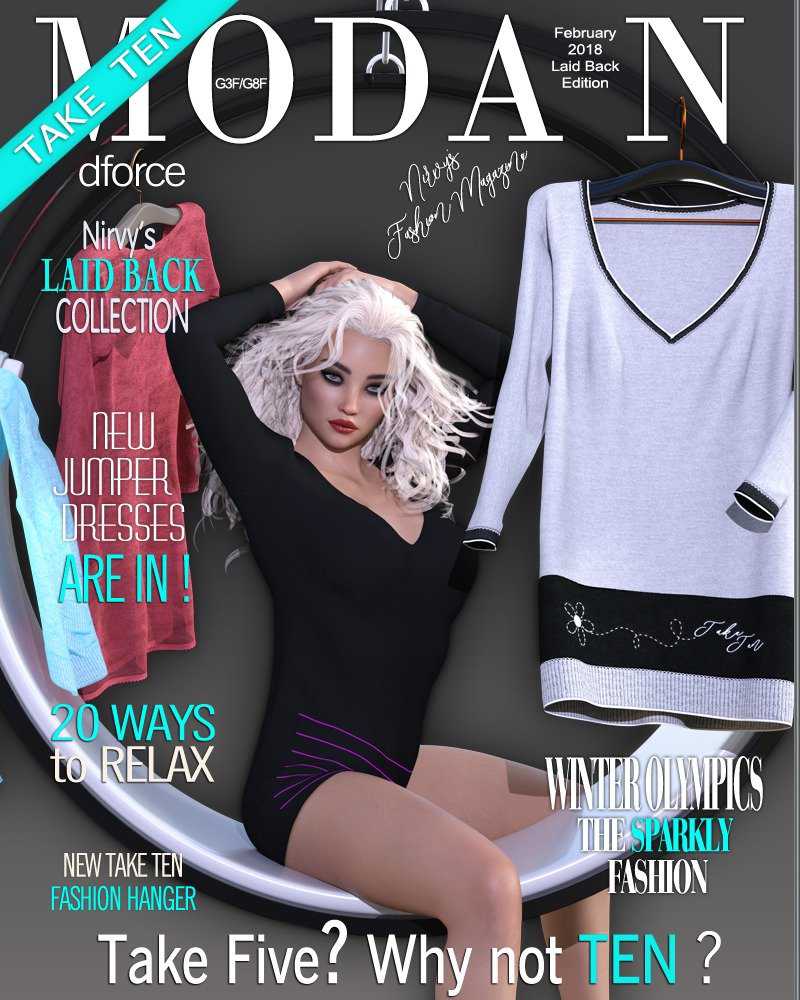 MODAN
TAKE TEN
G3F/G8F
February
2018
Laid Back
Edition
dforce
Nirvy's
Fashion Magazine
Nirvy's
LAID BACK
COLLECTION
NEW
JUMPER
DRESSES
ARE IN !
Take
TeN
20 WAYS
to RELAX
WINTER OLYMPICS
THE SPARKLY
FASHION
NEW TAKE TEN
FASHION HANGER
Take Five? Why not TEN ?